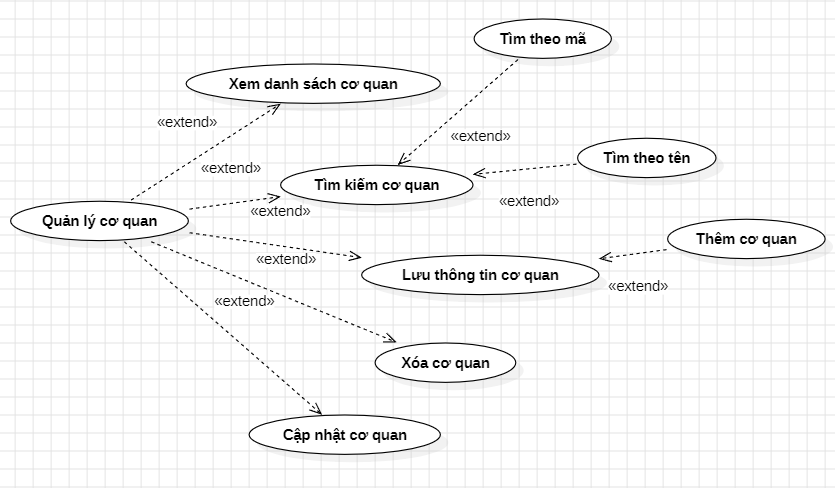 Tìm theo mã
Xem danh sách cơ quan
«extend»
«extend»
Tìm theo tên
«extend»
Tìm kiếm cơ quan
«extend»
«extend»
Quản lý cơ quan
Thêm cơ quan
«extend»
Lưu thông tin cơ quan
«extend»
«extend»
Xóa cơ quan
Cập nhật cơ quan